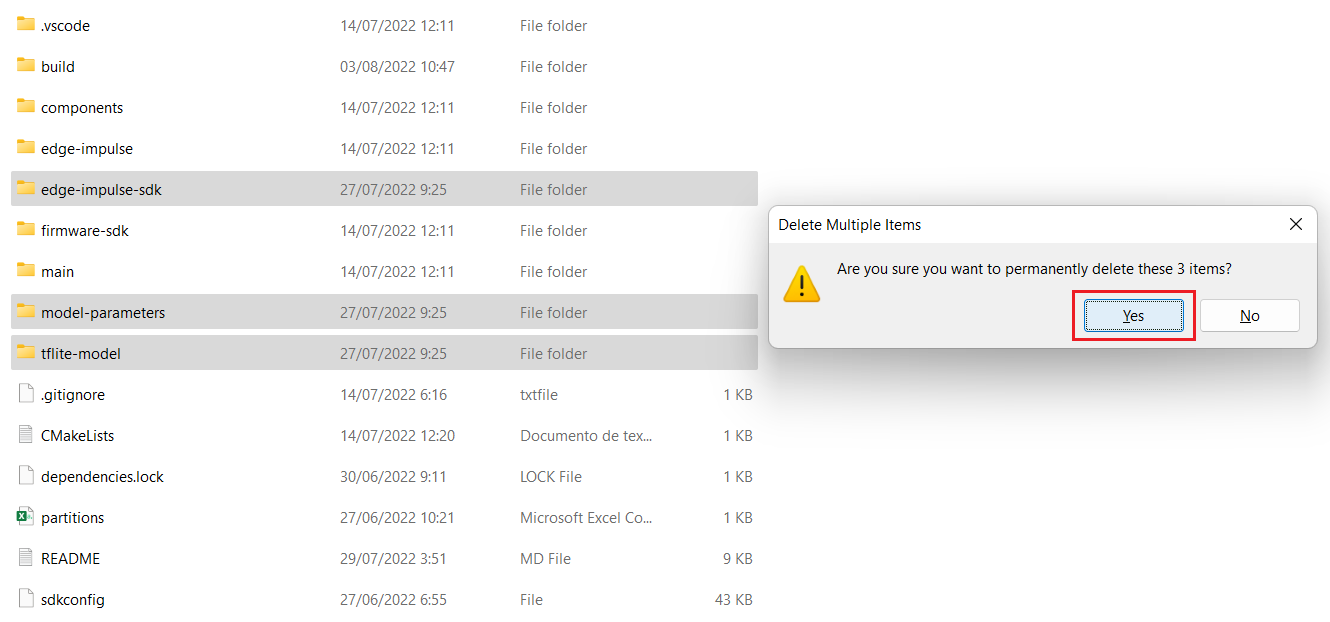 .vscode 14/07/2022 12:11 File folder
build 03/08/2022 10:47 File folder
components 14/07/2022 12:11 File folder
edge-impulse 14/07/2022 12:11 File folder
edge-impulse-sdk 27/07/2022 9:25 File folder
firmware-sdk 14/07/2022 12:11 File folder
main 14/07/2022 12:11 File folder
model-parameters 27/07/2022 9:25 File folder
tflite-model 27/07/2022 9:25 File folder
.gitignore 14/07/2022 6:16 txtfile 1 KB
CMakeLists 14/07/2022 12:20 Documento de tex... 1 KB
dependencies.lock 30/06/2022 9:11 LOCK File 1 KB
partitions 27/06/2022 10:21 Microsoft Excel Co... 1 KB
README 29/07/2022 3:51 MD File 9 KB
sdkconfig 27/06/2022 6:55 File 43 KB
Delete Multiple Items
Are you sure you want to permanently delete these 3 items?
Yes No